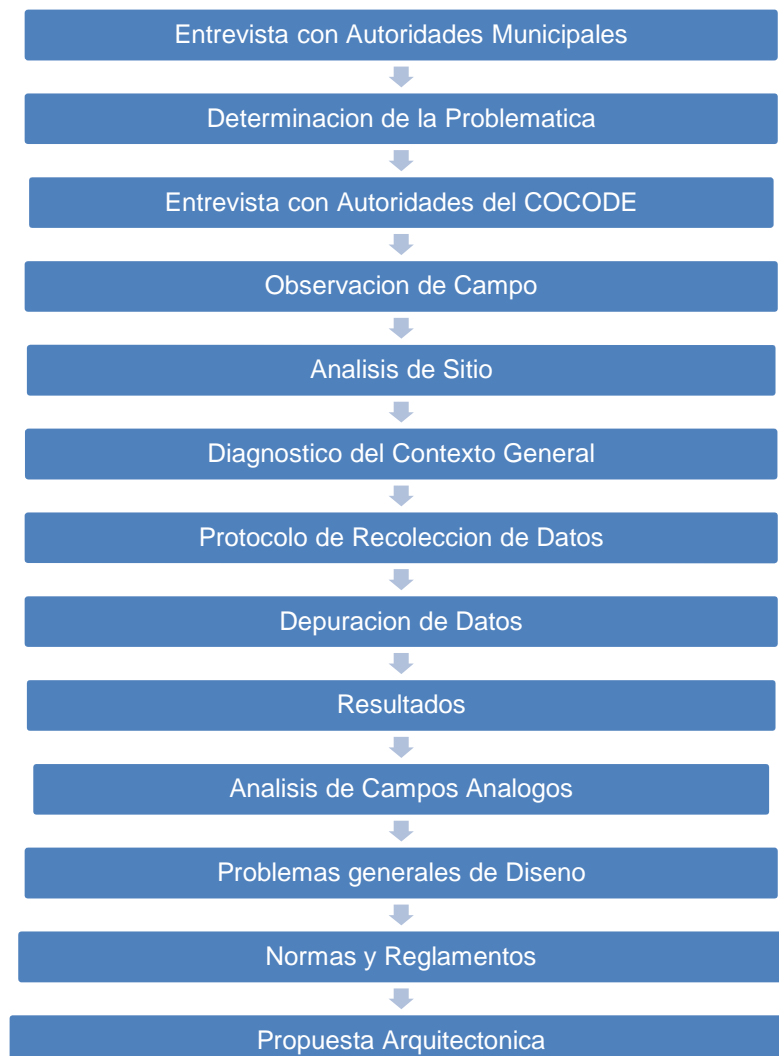 Entrevista con Autoridades Municipales
Determinacion de la Problematica
Entrevista con Autoridades del COCODE
Observacion de Campo
Analisis de Sitio
Diagnostico del Contexto General
Protocolo de Recoleccion de Datos
Depuracion de Datos
Resultados
Analisis de Campos Analogos
Problemas generales de Diseno
Normas y Reglamentos
Propuesta Arquitectonica